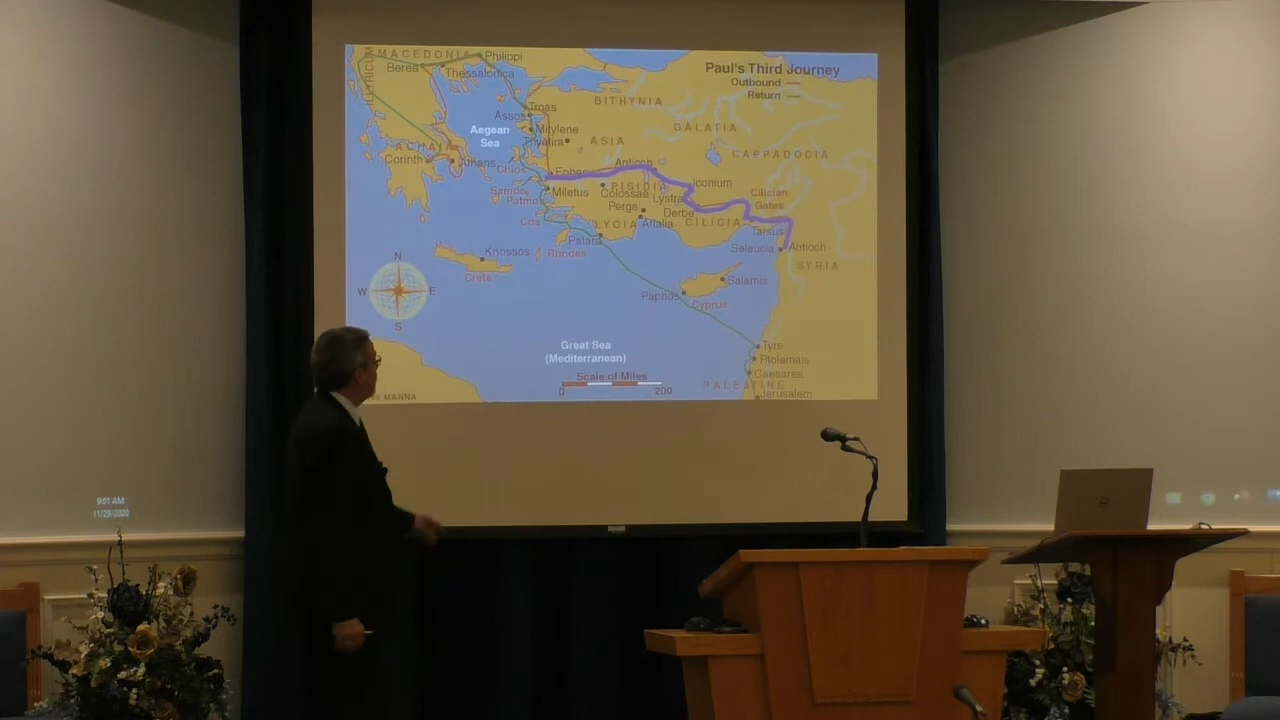 MACEDONIA
Philippi
Berea
Thessalonica
ILLYRICUM
Paul's Third Journey
Outbound
Return
BITHYNIA
Troas
Assos
Mitylene
Aegean
Sea
Thyatira
ASIA
GALATIA
CAPPADOCIA
ACHAIA
Corinth
Athens
Chios
Antioch
Ephesus
PISIDIA
Iconium
Samos
Miletus
Colossae
Lystra
Cilician
Gates
Patmos
Perga
Derbe
Cos
LYCIA
Attalia
CILICIA
Tarsus
Patara
Seleucia
Antioch
Knossos
Rhodes
SYRIA
Crete
N
W
E
S
Salamis
Paphos
Cyprus
Great Sea
(Mediterranean)
Tyre
Ptolemais
Caesarea
Scale of Miles
PALESTINE
0
200
Jerusalem
MANNA
9:01 AM
11/29/2020